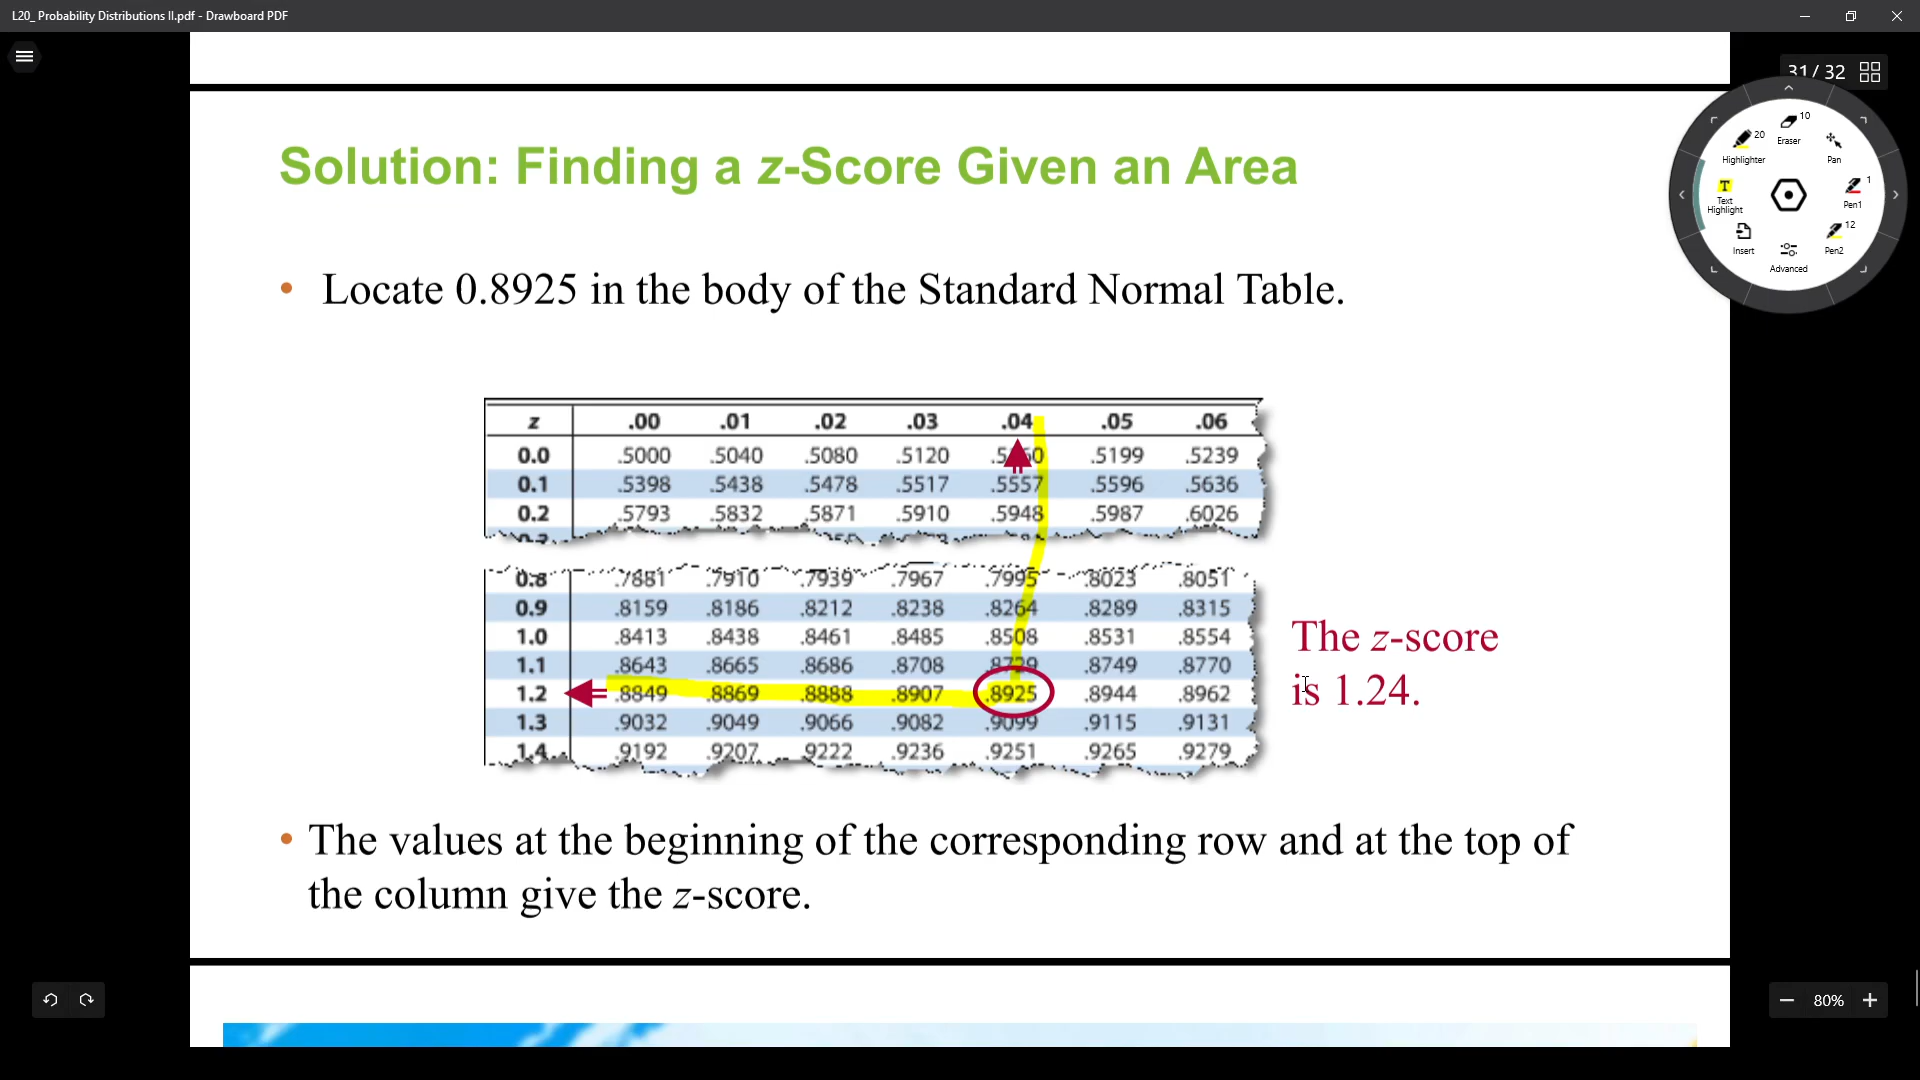 L20_ Probability Distributions II.pdf - Drawboard PDF
31 / 32
Solution: Finding a z-Score Given an Area
• Locate 0.8925 in the body of the Standard Normal Table.
z .00 .01 .02 .03 .04 .05 .06
0.0 .5000 .5040 .5080 .5120 .5199 .5239
0.1 .5398 .5438 .5478 .5517 .5557 .5596 .5636
0.2 .5793 .5832 .5871 .5910 .5948 .5987 .6026
0.8 .7881 .7910 .7939 .7967 .7995 .8023 .8051
0.9 .8159 .8186 .8212 .8238 .8264 .8289 .8315
1.0 .8413 .8438 .8461 .8485 .8508 .8531 .8554
1.1 .8643 .8665 .8686 .8708 .8729 .8749 .8770
1.2 .8849 .8869 .8888 .8907 .8925 .8944 .8962
1.3 .9032 .9049 .9066 .9082 .9099 .9115 .9131
1.4 .9192 .9207 .9222 .9236 .9251 .9265 .9279
The z-score
is 1.24.
• The values at the beginning of the corresponding row and at the top of
the column give the z-score.
10
Eraser
20
Highlighter
Pan
T
Text
Highlight
1
Pen1
Insert
12
Pen2
Advanced
80%